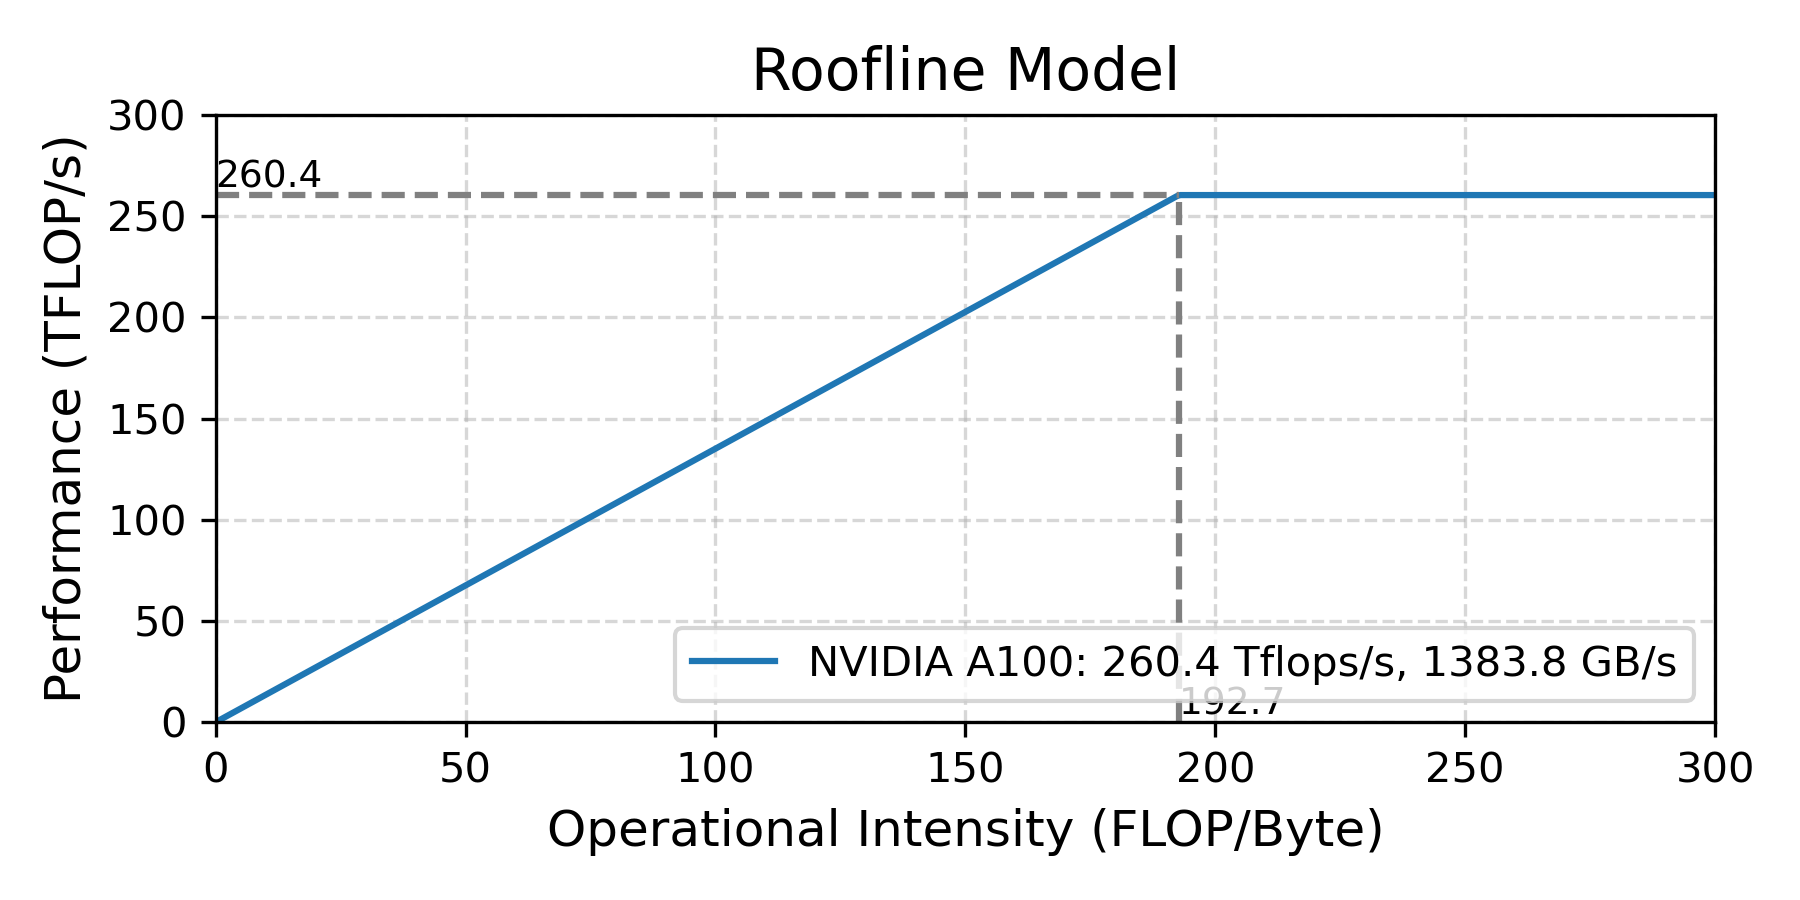 Roofline Model
Performance (TFLOP/s)
300
260.4
250
200
150
100
50
0
NVIDIA A100: 260.4 Tflops/s, 1383.8 GB/s
192.7
0 50 100 150 200 250 300
Operational Intensity (FLOP/Byte)